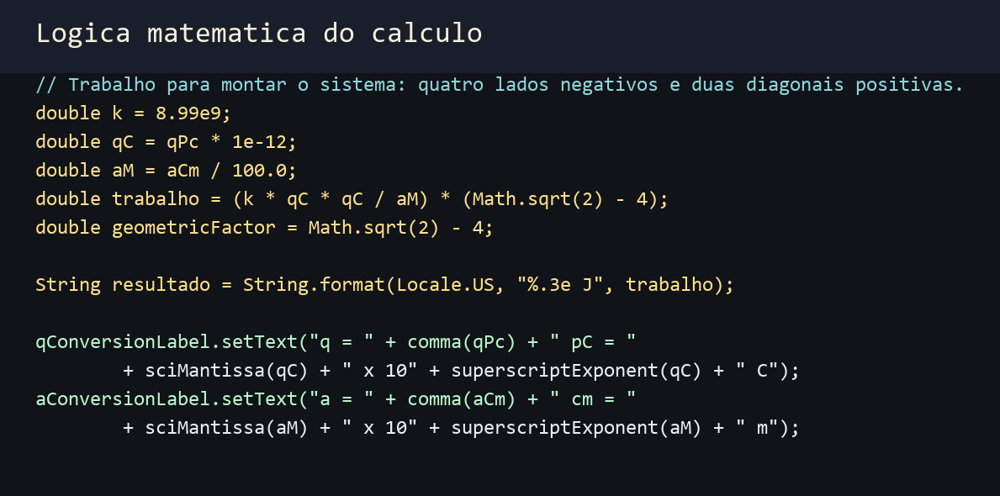 Logica matematica do calculo
// Trabalho para montar o sistema: quatro lados negativos e duas diagonais positivas.
double k = 8.99e9;
double qC = qPc * 1e-12;
double aM = aCm / 100.0;
double trabalho = (k * qC * qC / aM) * (Math.sqrt(2) - 4);
double geometricFactor = Math.sqrt(2) - 4;
String resultado = String.format(Locale.US, "%.3e J", trabalho);
qConversionLabel.setText("q = " + comma(qPc) + " pC = "
        + sciMantissa(qC) + " x 10" + superscriptExponent(qC) + " C");
aConversionLabel.setText("a = " + comma(aCm) + " cm = "
        + sciMantissa(aM) + " x 10" + superscriptExponent(aM) + " m");